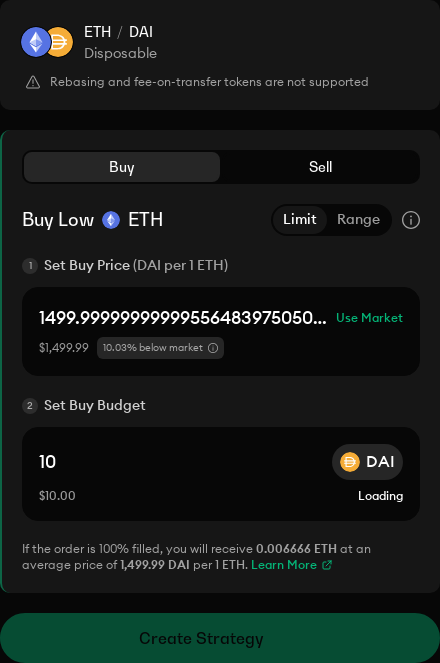 ETH / DAI
Disposable
Rebasing and fee-on-transfer tokens are not supported
Buy Sell
Buy Low ETH Limit Range
1 Set Buy Price (DAI per 1 ETH)
1499.99999999999556483975050... Use Market
$1,499.99 10.03% below market
2 Set Buy Budget
10 DAI
$10.00 Loading
If the order is 100% filled, you will receive 0.006666 ETH at an
average price of 1,499.99 DAI per 1 ETH. Learn More
Create Strategy